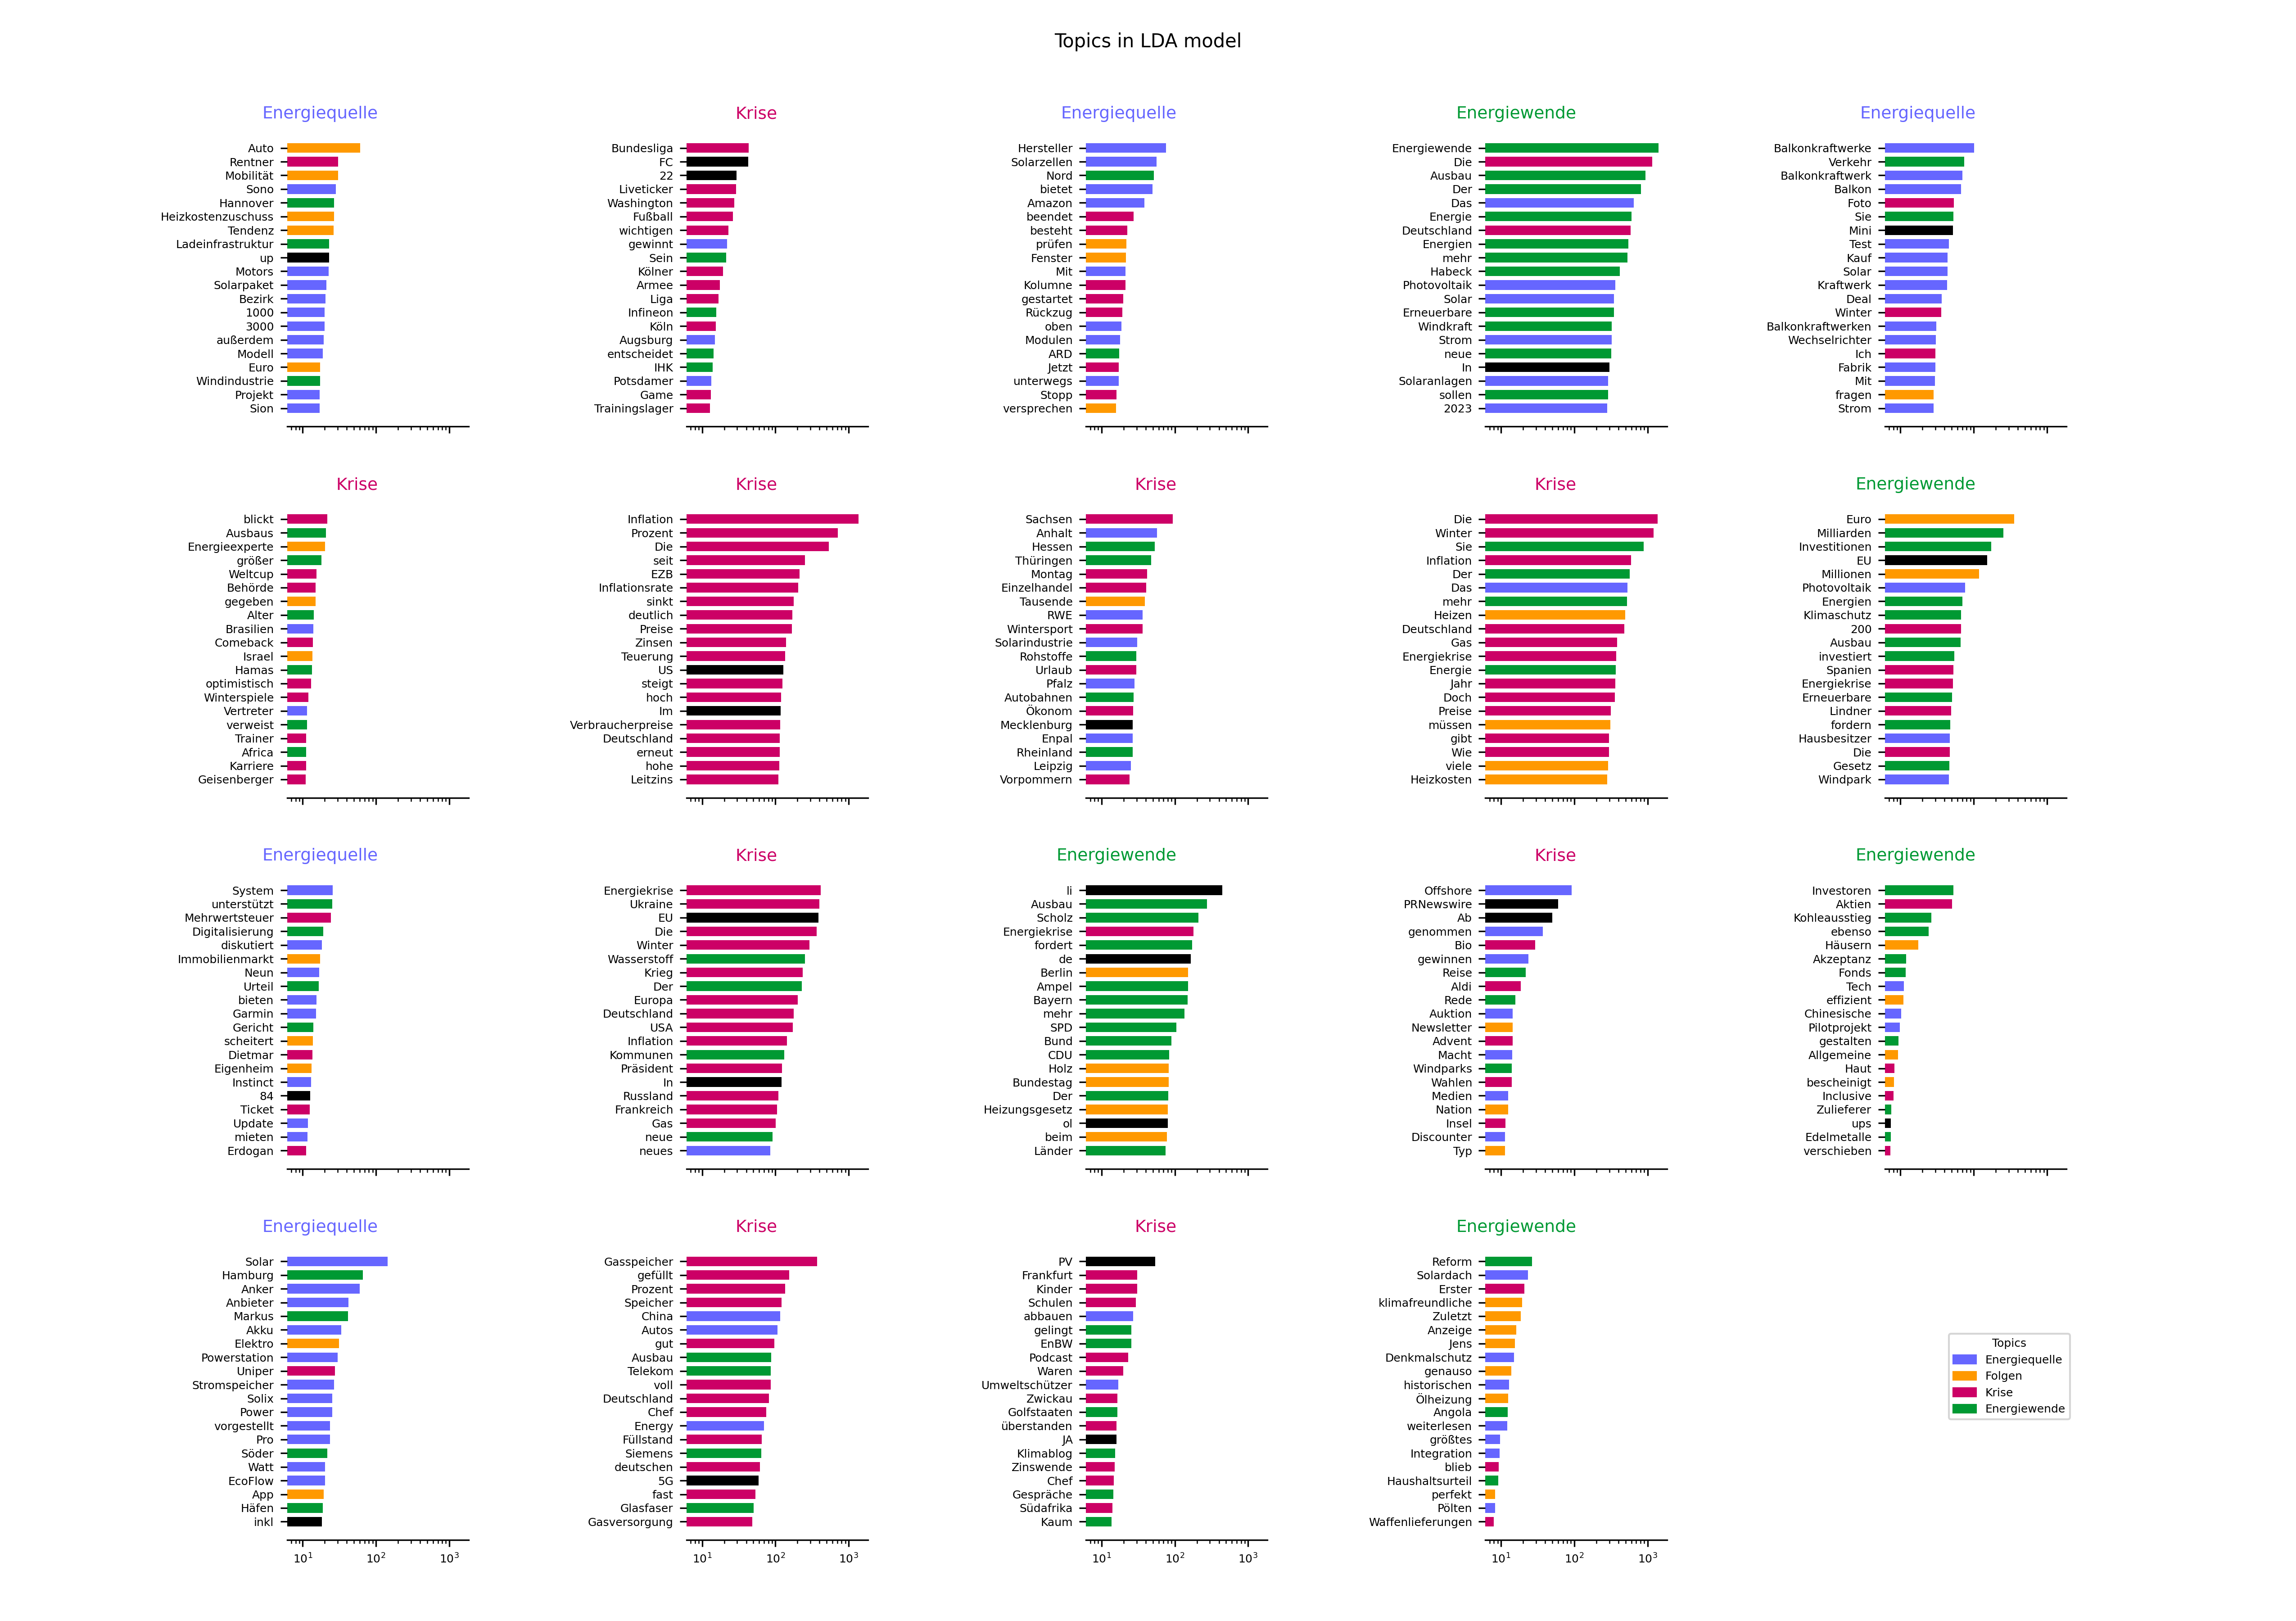 Topics in LDA model
Energiequelle
Auto
Rentner
Mobilität
Sono
Hannover
Heizkostenzuschuss
Tendenz
Ladeinfrastruktur
up
Motors
Solarpaket
Bezirk
1000
3000
außerdem
Modell
Euro
Windindustrie
Projekt
Sion
Krise
Bundesliga
FC
22
Liveticker
Washington
Fußball
wichtigen
gewinnt
Sein
Kölner
Armee
Liga
Infineon
Köln
Augsburg
entscheidet
IHK
Potsdamer
Game
Trainingslager
Energiequelle
Hersteller
Solarzellen
Nord
bietet
Amazon
beendet
besteht
prüfen
Fenster
Mit
Kolumne
gestartet
Rückzug
oben
Modulen
ARD
Jetzt
unterwegs
Stopp
versprechen
Energiewende
Energiewende
Die
Ausbau
Der
Das
Energie
Deutschland
Energien
mehr
Habeck
Photovoltaik
Solar
Erneuerbare
Windkraft
Strom
neue
In
Solaranlagen
sollen
2023
Energiequelle
Balkonkraftwerke
Verkehr
Balkonkraftwerk
Balkon
Foto
Sie
Mini
Test
Kauf
Solar
Kraftwerk
Deal
Winter
Balkonkraftwerken
Wechselrichter
Ich
Fabrik
Mit
fragen
Strom
Krise
blickt
Ausbaus
Energieexperte
größer
Weltcup
Behörde
gegeben
Alter
Brasilien
Comeback
Israel
Hamas
optimistisch
Winterspiele
Vertreter
verweist
Trainer
Africa
Karriere
Geisenberger
Krise
Inflation
Prozent
Die
seit
EZB
Inflationsrate
sinkt
deutlich
Preise
Zinsen
Teuerung
US
steigt
hoch
Im
Verbraucherpreise
Deutschland
erneut
hohe
Leitzins
Krise
Sachsen
Anhalt
Hessen
Thüringen
Montag
Einzelhandel
Tausende
RWE
Wintersport
Solarindustrie
Rohstoffe
Urlaub
Pfalz
Autobahnen
Ökonom
Mecklenburg
Enpal
Rheinland
Leipzig
Vorpommern
Krise
Die
Winter
Sie
Inflation
Der
Das
mehr
Heizen
Deutschland
Gas
Energiekrise
Energie
Jahr
Doch
Preise
müssen
gibt
Wie
viele
Heizkosten
Energiewende
Euro
Milliarden
Investitionen
EU
Millionen
Photovoltaik
Energien
Klimaschutz
200
Ausbau
investiert
Spanien
Energiekrise
Erneuerbare
Lindner
fordern
Hausbesitzer
Die
Gesetz
Windpark
Energiequelle
System
unterstützt
Mehrwertsteuer
Digitalisierung
diskutiert
Immobilienmarkt
Neun
Urteil
bieten
Garmin
Gericht
scheitert
Dietmar
Eigenheim
Instinct
84
Ticket
Update
mieten
Erdogan
Krise
Energiekrise
Ukraine
EU
Die
Winter
Wasserstoff
Krieg
Der
Europa
Deutschland
USA
Inflation
Kommunen
Präsident
In
Russland
Frankreich
Gas
neue
neues
Energiewende
li
Ausbau
Scholz
Energiekrise
fordert
de
Berlin
Ampel
Bayern
mehr
SPD
Bund
CDU
Holz
Bundestag
Der
Heizungsgesetz
ol
beim
Länder
Krise
Offshore
PRNewswire
Ab
genommen
Bio
gewinnen
Reise
Aldi
Rede
Auktion
Newsletter
Advent
Macht
Windparks
Wahlen
Medien
Nation
Insel
Discounter
Typ
Energiewende
Investoren
Aktien
Kohleausstieg
ebenso
Häusern
Akzeptanz
Fonds
Tech
effizient
Chinesische
Pilotprojekt
gestalten
Allgemeine
Haut
bescheinigt
Inclusive
Zulieferer
ups
Edelmetalle
verschieben
Energiequelle
Solar
Hamburg
Anker
Anbieter
Markus
Akku
Elektro
Powerstation
Uniper
Stromspeicher
Solix
Power
vorgestellt
Pro
Söder
Watt
EcoFlow
App
Häfen
inkl
10¹ 10² 10³
Krise
Gasspeicher
gefüllt
Prozent
Speicher
China
Autos
gut
Ausbau
Telekom
voll
Deutschland
Chef
Energy
Füllstand
Siemens
deutschen
5G
fast
Glasfaser
Gasversorgung
10¹ 10² 10³
Krise
PV
Frankfurt
Kinder
Schulen
abbauen
gelingt
EnBW
Podcast
Waren
Umweltschützer
Zwickau
Golfstaaten
überstanden
JA
Klimablog
Zinswende
Chef
Gespräche
Südafrika
Kaum
10¹ 10² 10³
Energiewende
Reform
Solardach
Erster
klimafreundliche
Zuletzt
Anzeige
Jens
Denkmalschutz
genauso
historischen
Ölheizung
Angola
weiterlesen
größtes
Integration
blieb
Haushaltsurteil
perfekt
Pölten
Waffenlieferungen
10¹ 10² 10³
Topics
Energiequelle
Folgen
Krise
Energiewende